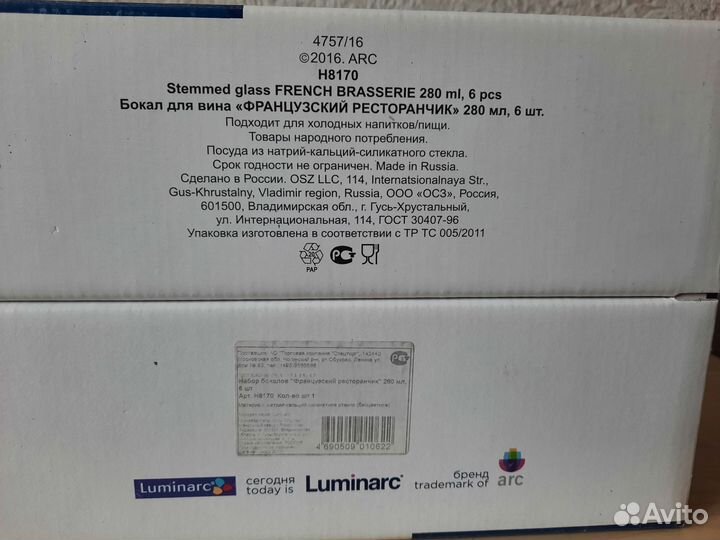 4757/16
©2016. ARC
H8170
Stemmed glass FRENCH BRASSERIE 280 ml, 6 pcs
Бокал для вина «ФРАНЦУЗСКИЙ РЕСТОРАНЧИК» 280 мл, 6 шт.
Подходит для холодных напитков/пищи.
Товары народного потребления.
Посуда из натрий-кальций-силикатного стекла.
Срок годности не ограничен. Made in Russia.
Сделано в России. OSZ LLC, 114, Internatsionalnaya Str.,
Gus-Khrustalny, Vladimir region, Russia, ООО «ОСЗ», Россия,
601500, Владимирская обл., г. Гусь-Хрустальный,
ул. Интернациональная, 114, ГОСТ 30407-96
Упаковка изготовлена в соответствии с ТР ТС 005/2011
PAP
Набор бокалов "Французский ресторанчик" 280 мл,
6 шт
Арт. H8170 Кол-во шт 1
4 690509 010622
Luminarc
сегодня
today is
Luminarc
бренд
trademark of
arc
Avito